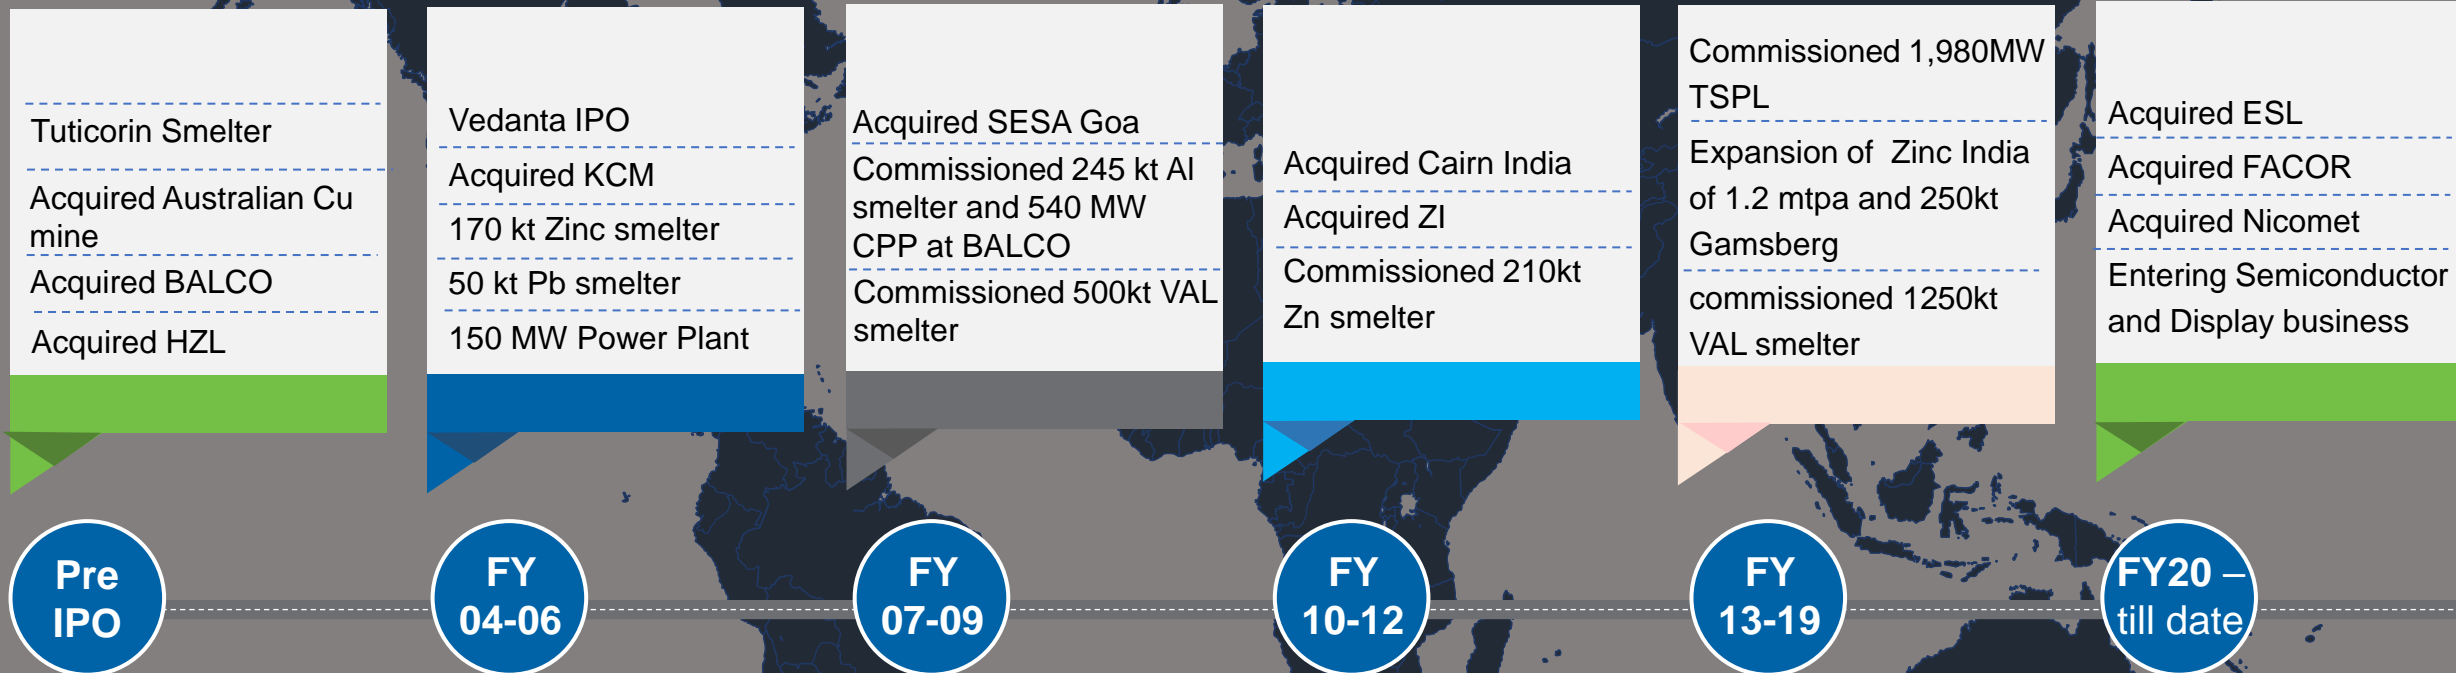 Tuticorin Smelter
Acquired Australian Cu
mine
Acquired BALCO
Acquired HZL
Pre
IPO
Vedanta IPO
Acquired KCM
170 kt Zinc smelter
50 kt Pb smelter
150 MW Power Plant
FY
04-06
Acquired SESA Goa
Commissioned 245 kt Al
smelter and 540 MW
CPP at BALCO
Commissioned 500kt VAL
smelter
FY
07-09
Acquired Cairn India
Acquired ZI
Commissioned 210kt
Zn smelter
FY
10-12
Commissioned 1,980MW
TSPL
Expansion of Zinc India
of 1.2 mtpa and 250kt
Gamsberg
commissioned 1250kt
VAL smelter
FY
13-19
Acquired ESL
Acquired FACOR
Acquired Nicomet
Entering Semiconductor
and Display business
FY20 –
till date